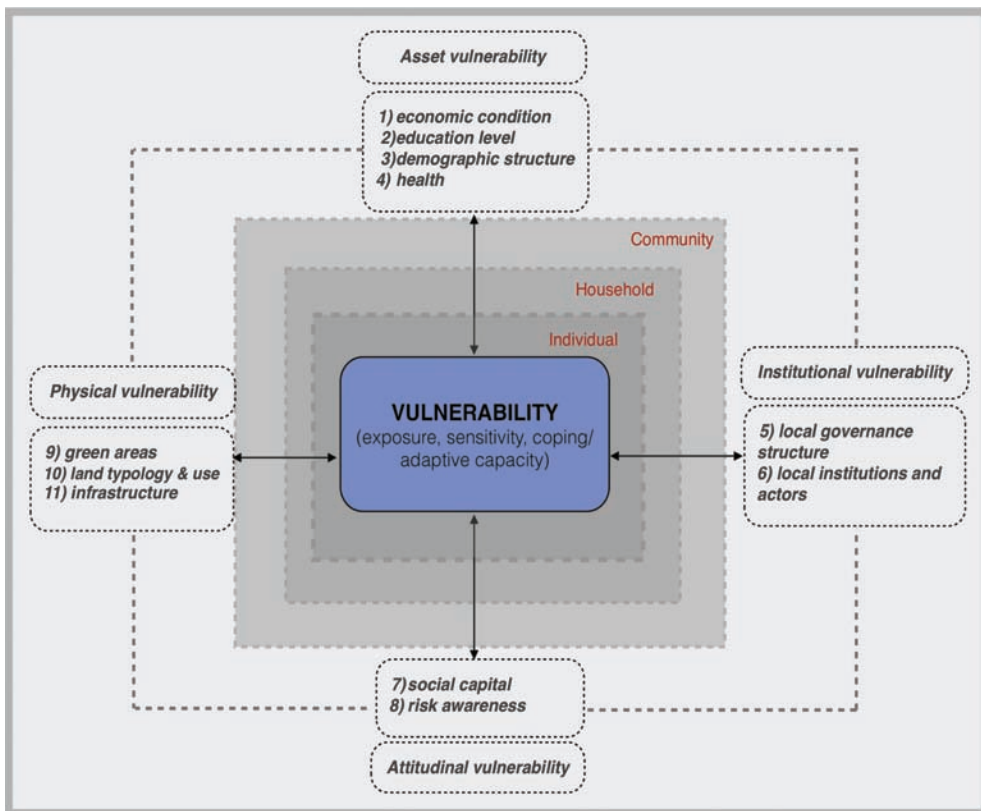 Asset vulnerability
1) economic condition
2) education level
3) demographic structure
4) health
Community
Household
Individual
Physical vulnerability
9) green areas
10) land typology & use
11) infrastructure
VULNERABILITY
(exposure, sensitivity, coping/
adaptive capacity)
Institutional vulnerability
5) local governance
structure
6) local institutions and
actors
7) social capital
8) risk awareness
Attitudinal vulnerability